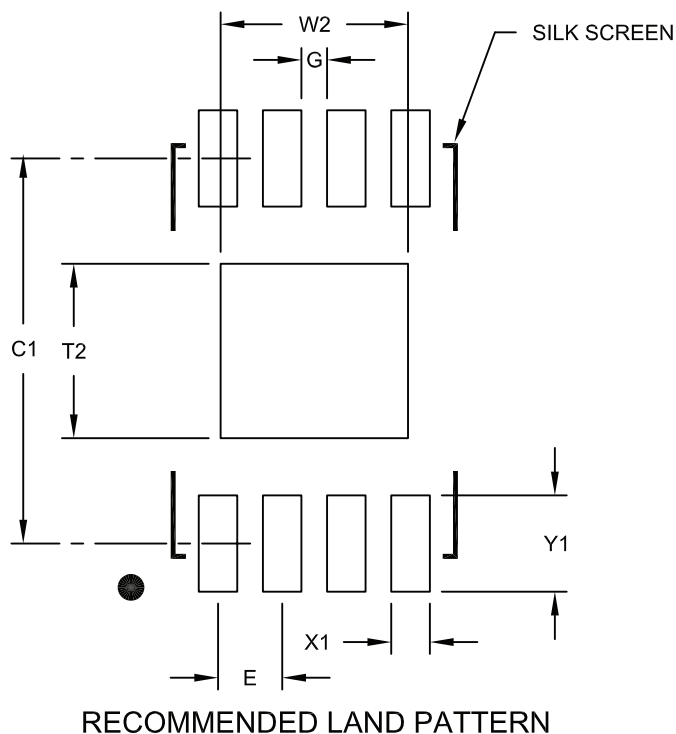 W2
SILK SCREEN
G
C1
T2
Y1
X1
E
RECOMMENDED LAND PATTERN